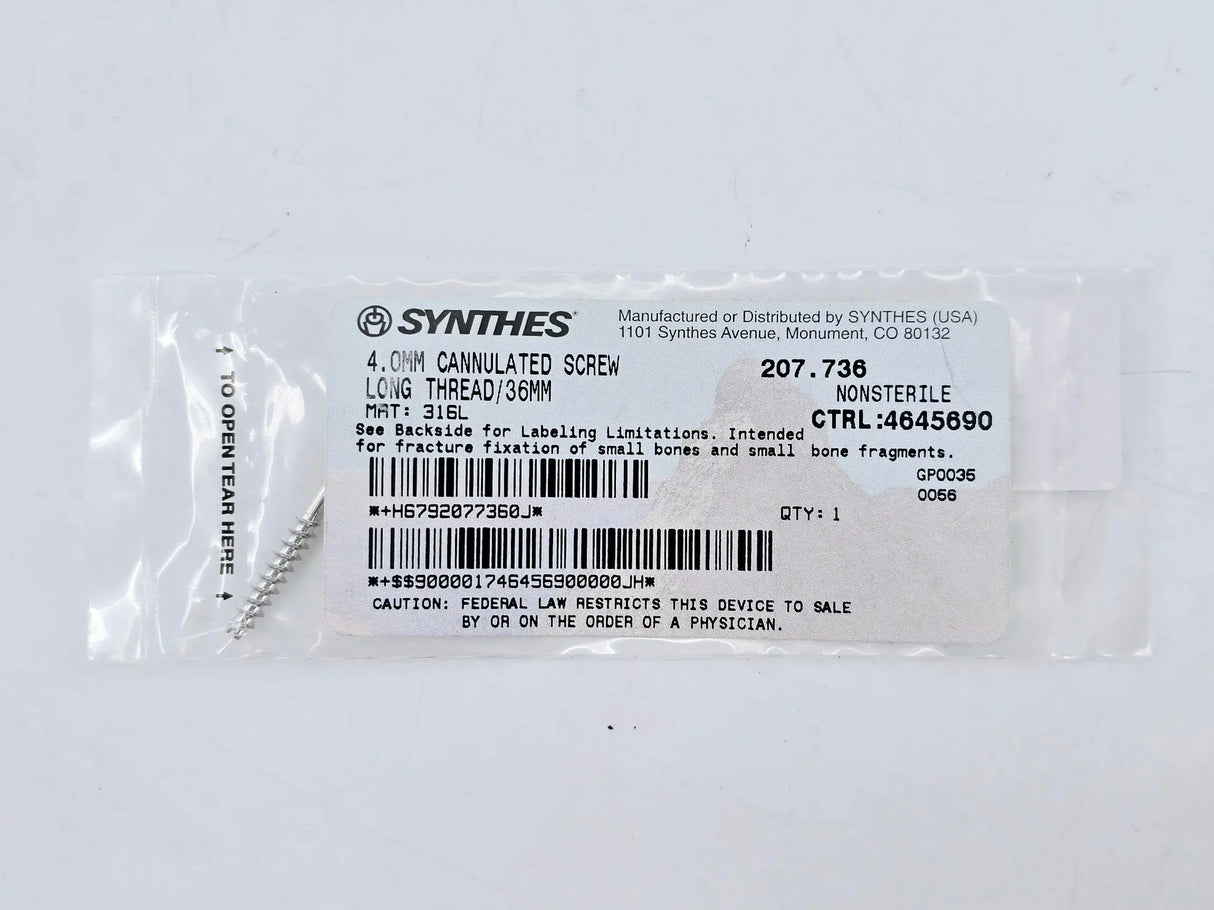 SYNTHES®
Manufactured or Distributed by SYNTHES (USA)
1101 Synthes Avenue, Monument, CO 80132
4.0MM CANNULATED SCREW
207.736
LONG THREAD/36MM
NONSTERILE
MAT: 316L
CTRL:4645690
See Backside for Labeling Limitations. Intended
for fracture fixation of small bones and small bone fragments.
GP0035
0056
*+H6792077360J*
QTY: 1
*+$$900001746456900000JH*
CAUTION: FEDERAL LAW RESTRICTS THIS DEVICE TO SALE
BY OR ON THE ORDER OF A PHYSICIAN.
↑ TO OPEN TEAR HERE ↓